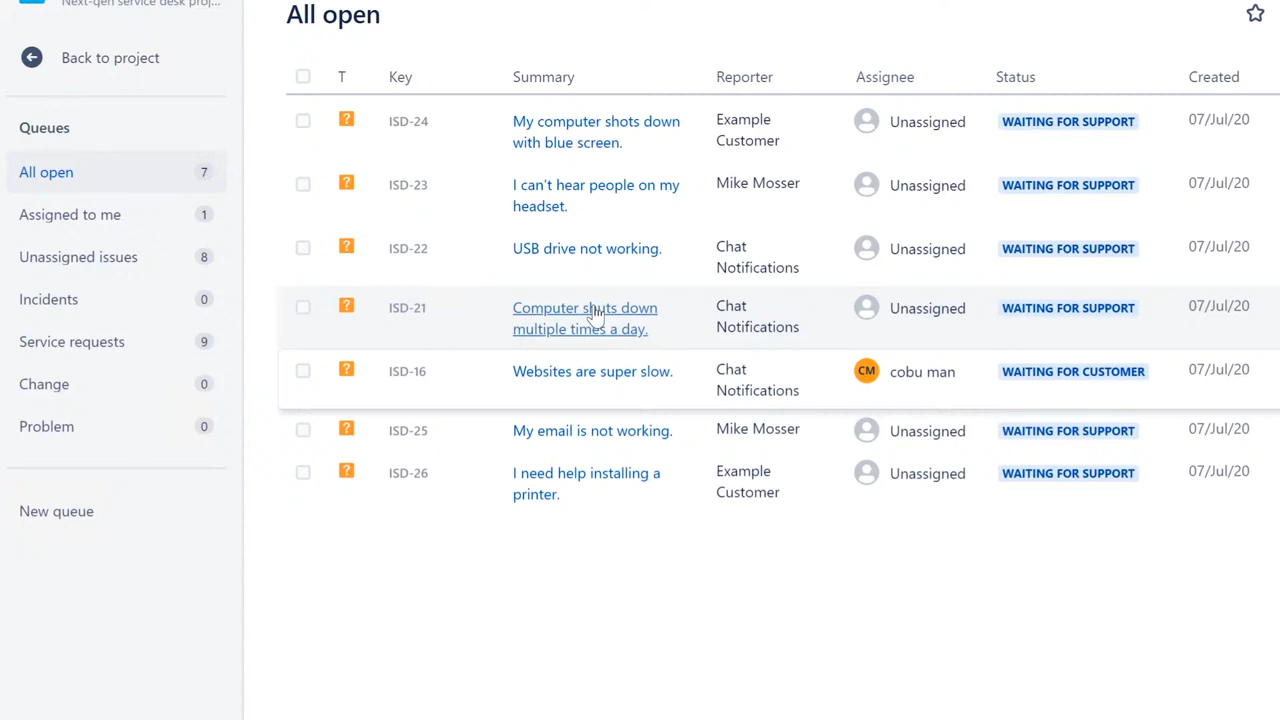 Next-gen service desk proj...
Back to project
Queues
All open 7
Assigned to me 1
Unassigned issues 8
Incidents 0
Service requests 9
Change 0
Problem 0
New queue
All open
T Key Summary Reporter Assignee Status Created
? ISD-24 My computer shots down Example Unassigned WAITING FOR SUPPORT 07/Jul/20
with blue screen. Customer
? ISD-23 I can't hear people on my Mike Mosser Unassigned WAITING FOR SUPPORT 07/Jul/20
headset.
? ISD-22 USB drive not working. Chat Unassigned WAITING FOR SUPPORT 07/Jul/20
Notifications
? ISD-21 Computer shuts down Chat Unassigned WAITING FOR SUPPORT 07/Jul/20
multiple times a day. Notifications
? ISD-16 Websites are super slow. Chat CM cobu man WAITING FOR CUSTOMER 07/Jul/20
Notifications
? ISD-25 My email is not working. Mike Mosser Unassigned WAITING FOR SUPPORT 07/Jul/20
? ISD-26 I need help installing a Example Unassigned WAITING FOR SUPPORT 07/Jul/20
printer. Customer